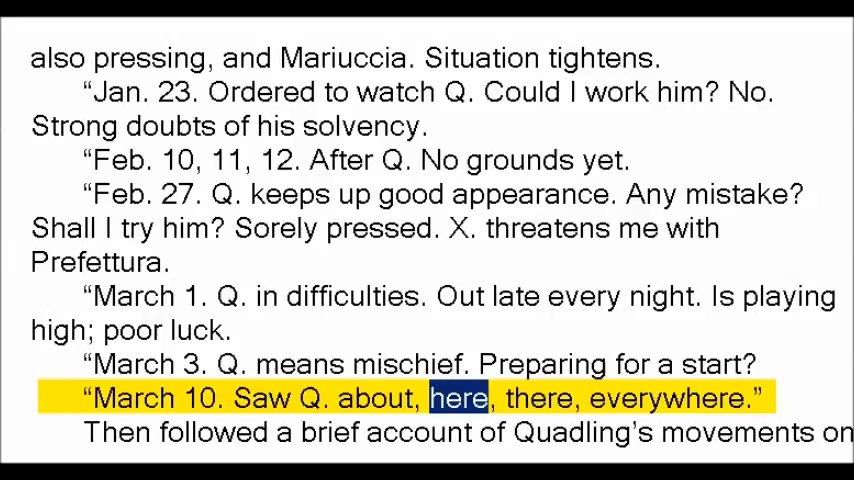 also pressing, and Mariuccia. Situation tightens.
“Jan. 23. Ordered to watch Q. Could I work him? No.
Strong doubts of his solvency.
“Feb. 10, 11, 12. After Q. No grounds yet.
“Feb. 27. Q. keeps up good appearance. Any mistake?
Shall I try him? Sorely pressed. X. threatens me with
Prefettura.
“March 1. Q. in difficulties. Out late every night. Is playing
high; poor luck.
“March 3. Q. means mischief. Preparing for a start?
“March 10. Saw Q. about, here, there, everywhere.”
Then followed a brief account of Quadling’s movements on